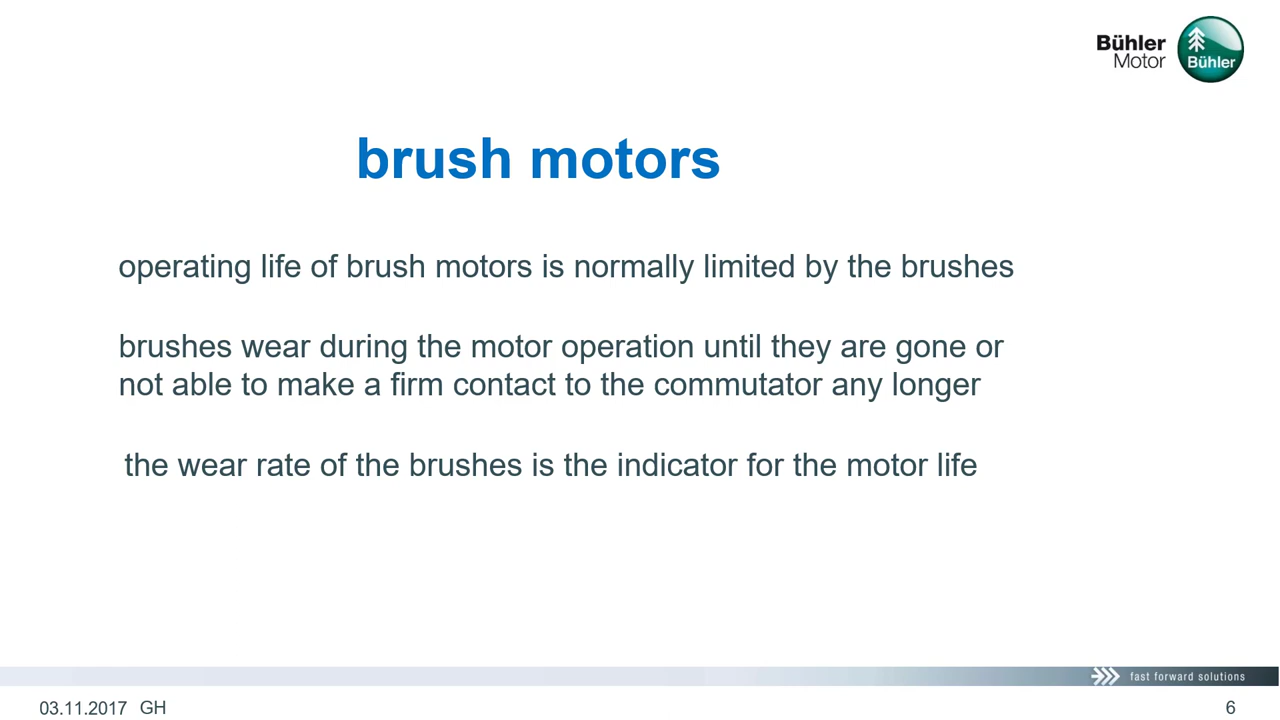 Bühler
Motor
Bühler
brush motors
operating life of brush motors is normally limited by the brushes
brushes wear during the motor operation until they are gone or
not able to make a firm contact to the commutator any longer
the wear rate of the brushes is the indicator for the motor life
fast forward solutions
03.11.2017 GH
6